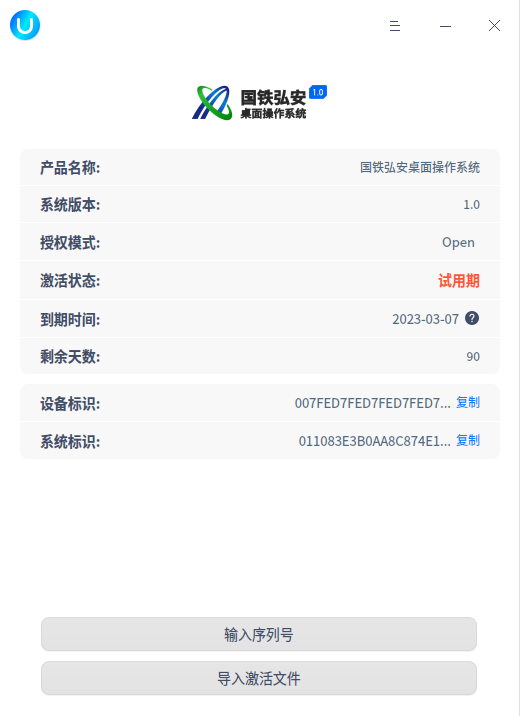 国铁弘安 1.0
桌面操作系统
产品名称: 国铁弘安桌面操作系统
系统版本: 1.0
授权模式: Open
激活状态: 试用期
到期时间: 2023-03-07 ?
剩余天数: 90
设备标识: 007FED7FED7FED7FED7... 复制
系统标识: 011083E3B0AA8C874E1... 复制
输入序列号
导入激活文件